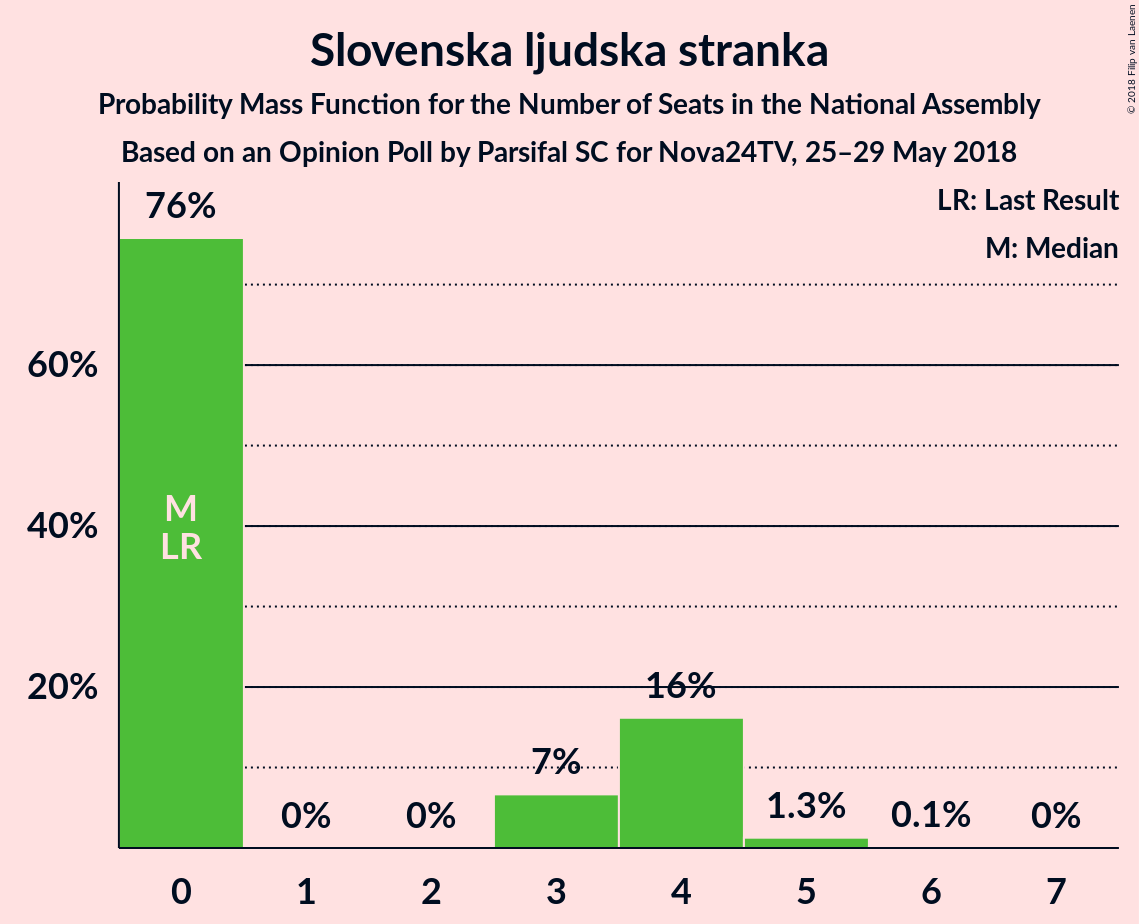 Slovenska ljudska stranka
Probability Mass Function for the Number of Seats in the National Assembly
Based on an Opinion Poll by Parsifal SC for Nova24TV, 25–29 May 2018
© 2018 Filip van Laenen
LR: Last Result
M: Median
76%
60%
40%
20%
M
LR
0%
0%
7%
16%
1.3%
0.1%
0%
0 1 2 3 4 5 6 7